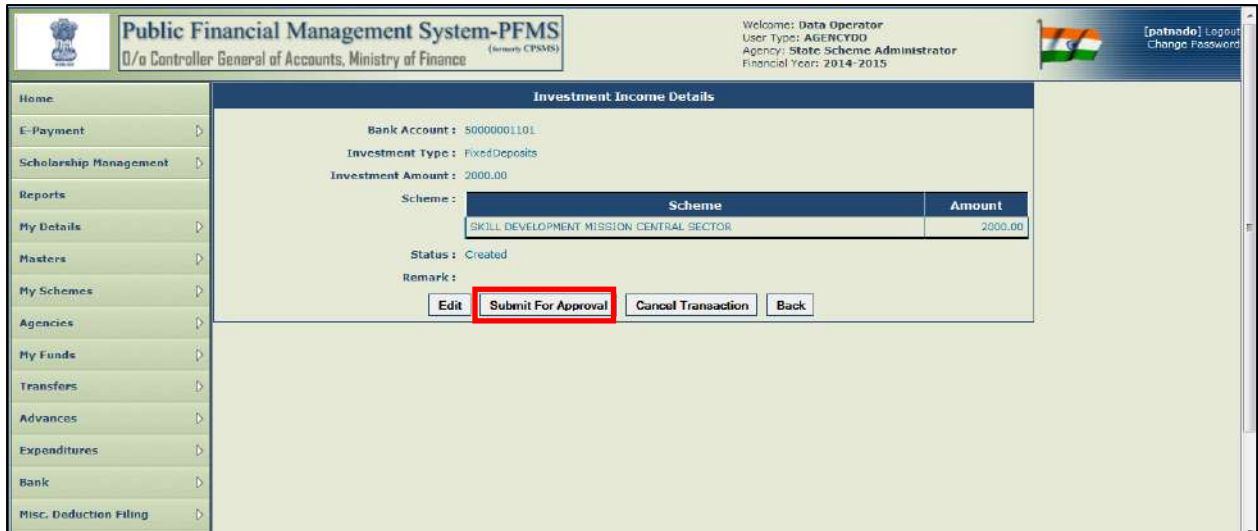 Public Financial Management System-PFMS
(formerly CPSMS)
O/o Controller General of Accounts, Ministry of Finance
Welcome: Data Operator
User Type: AGENCYDO
Agency: State Scheme Administrator
Financial Year: 2014-2015
[patnado] Logout
Change Password
Home
E-Payment
Scholarship Management
Reports
My Details
Masters
My Schemes
Agencies
My Funds
Transfers
Advances
Expenditures
Bank
Misc. Deduction Filing
Investment Income Details
Bank Account : 50000001101
Investment Type : FixedDeposits
Investment Amount : 2000.00
Scheme :
Scheme Amount
SKILL DEVELOPMENT MISSION CENTRAL SECTOR 2000.00
Status : Created
Remark :
Edit Submit For Approval Cancel Transaction Back